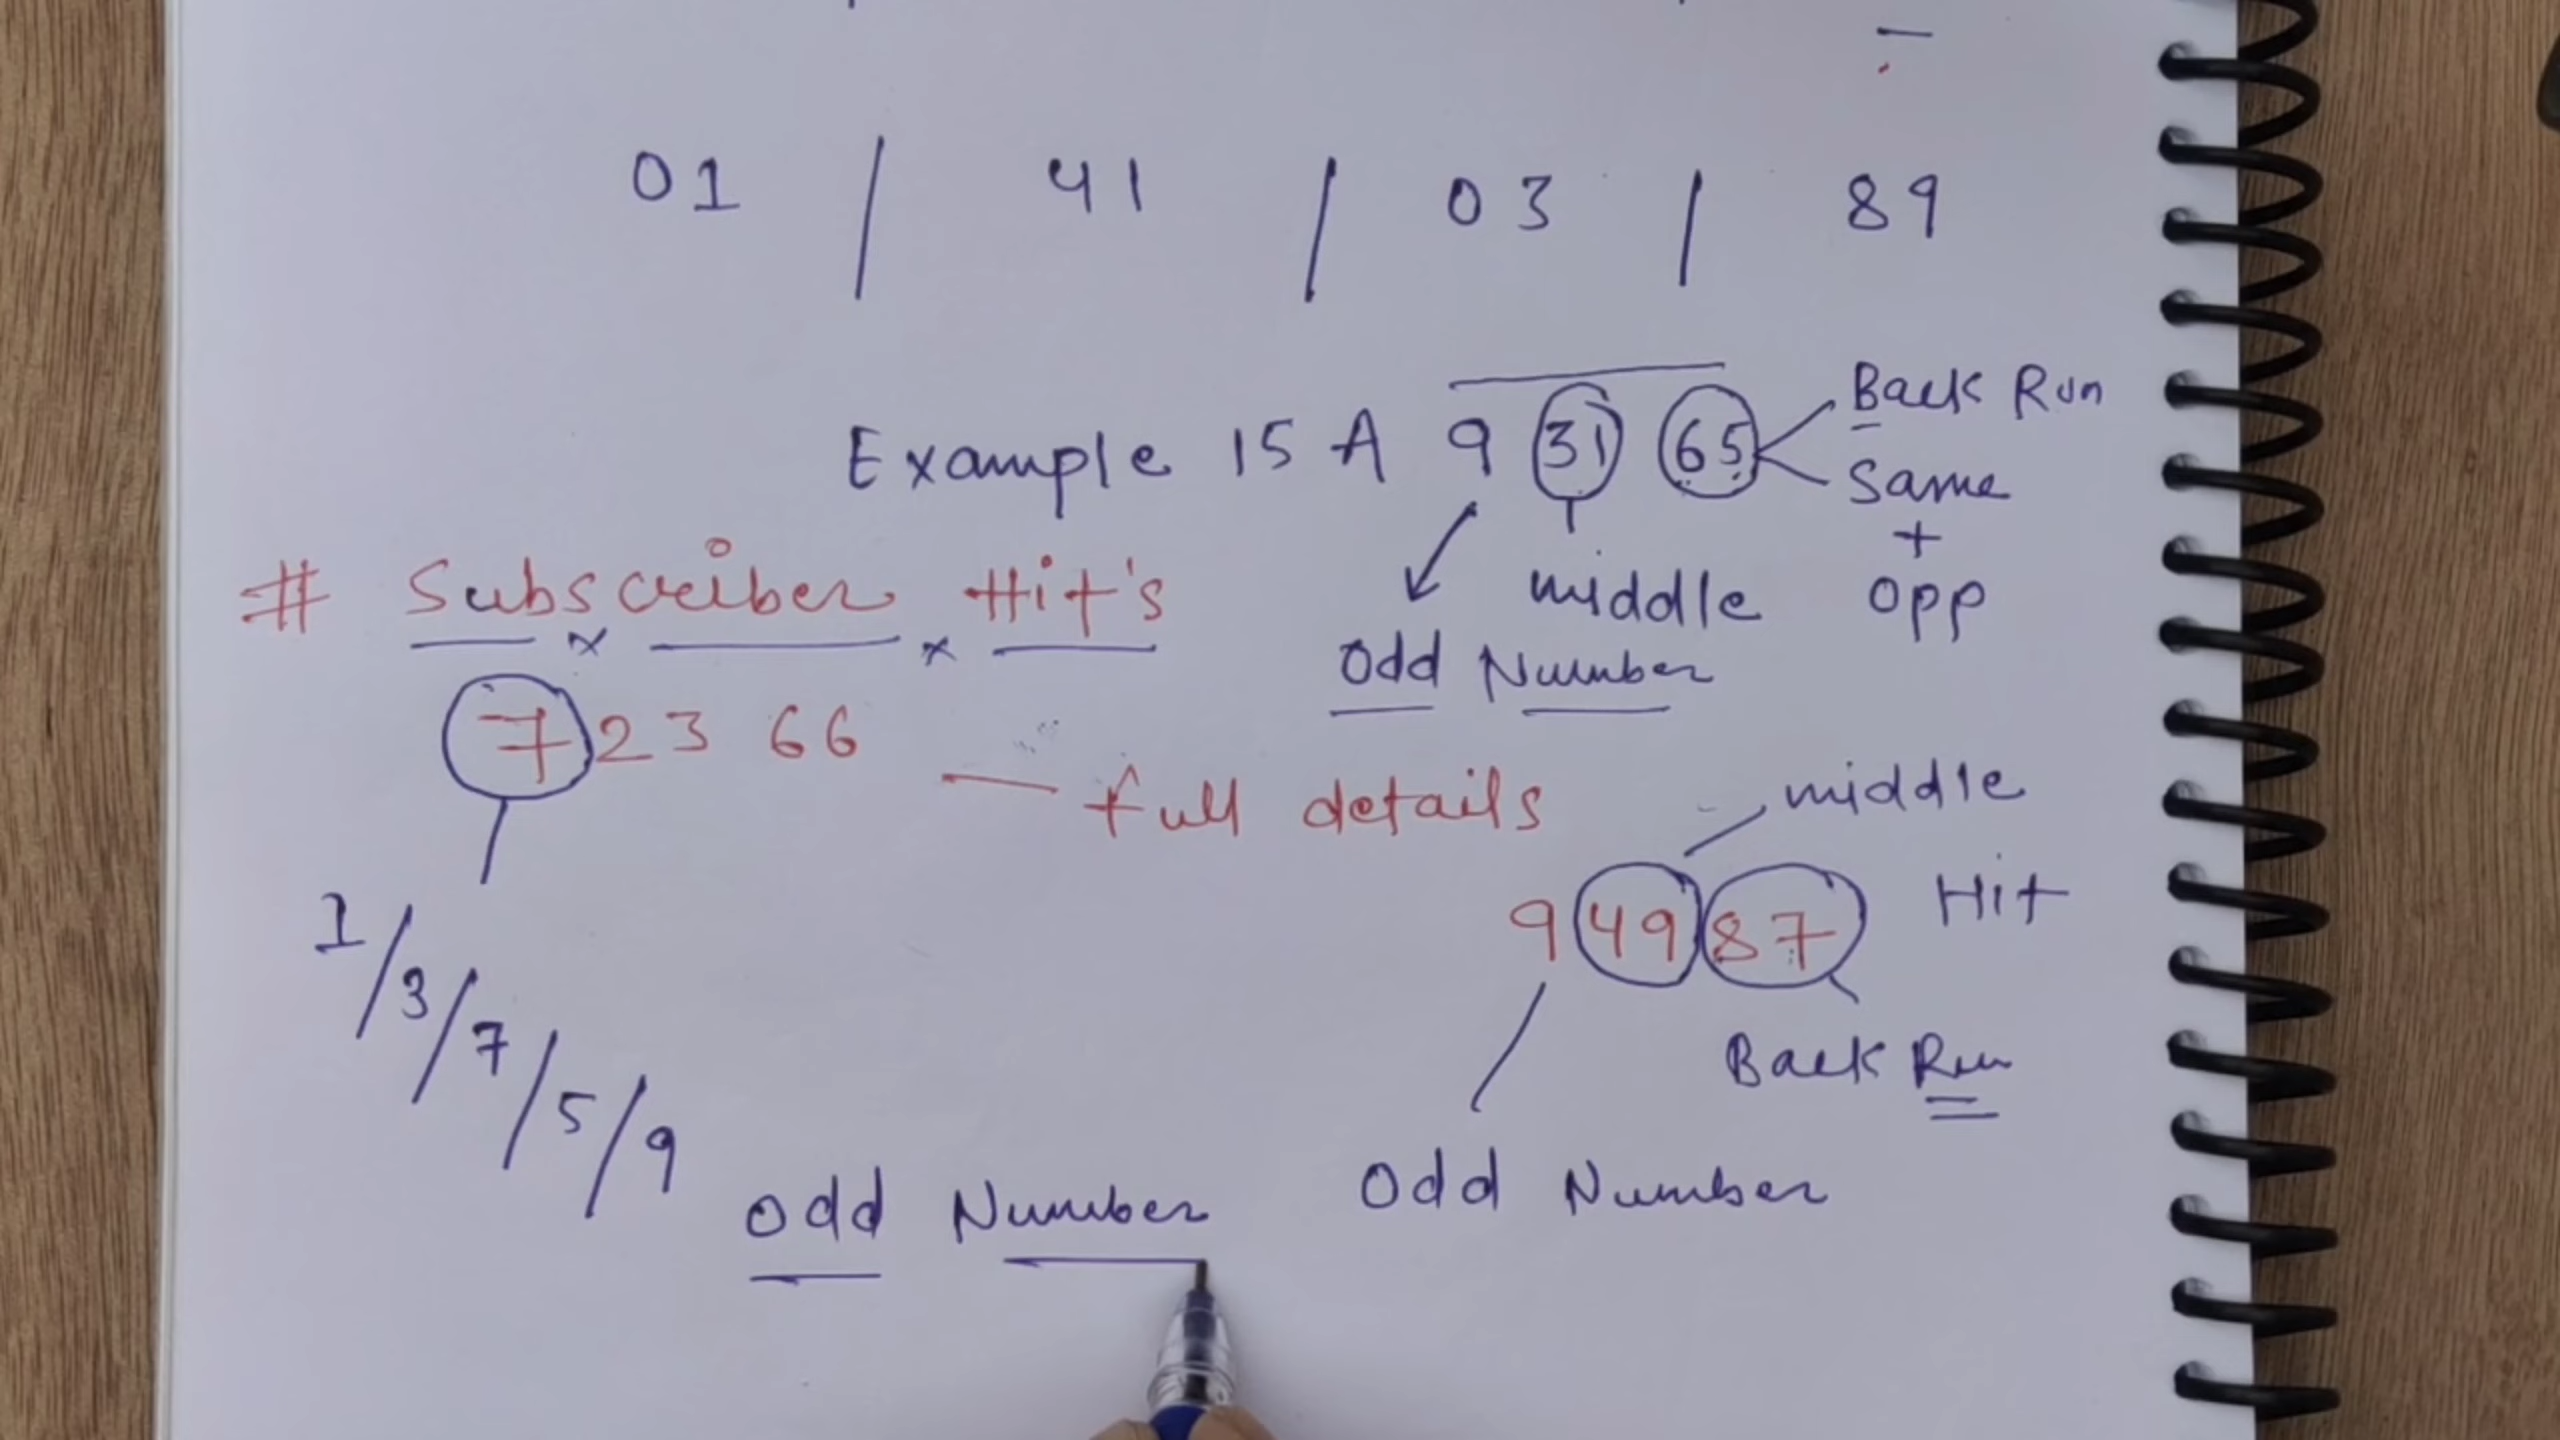 01 / 41 / 03 / 89
Example 15 A 9 31 65
Back Run
Same
+
opp
middle
Odd Number
# Subscriber Hit's
x x
7 2 3 66
— full details
middle
9 49 87 Hit
Back Run
Odd Number
1/3/7/5/9
odd Number